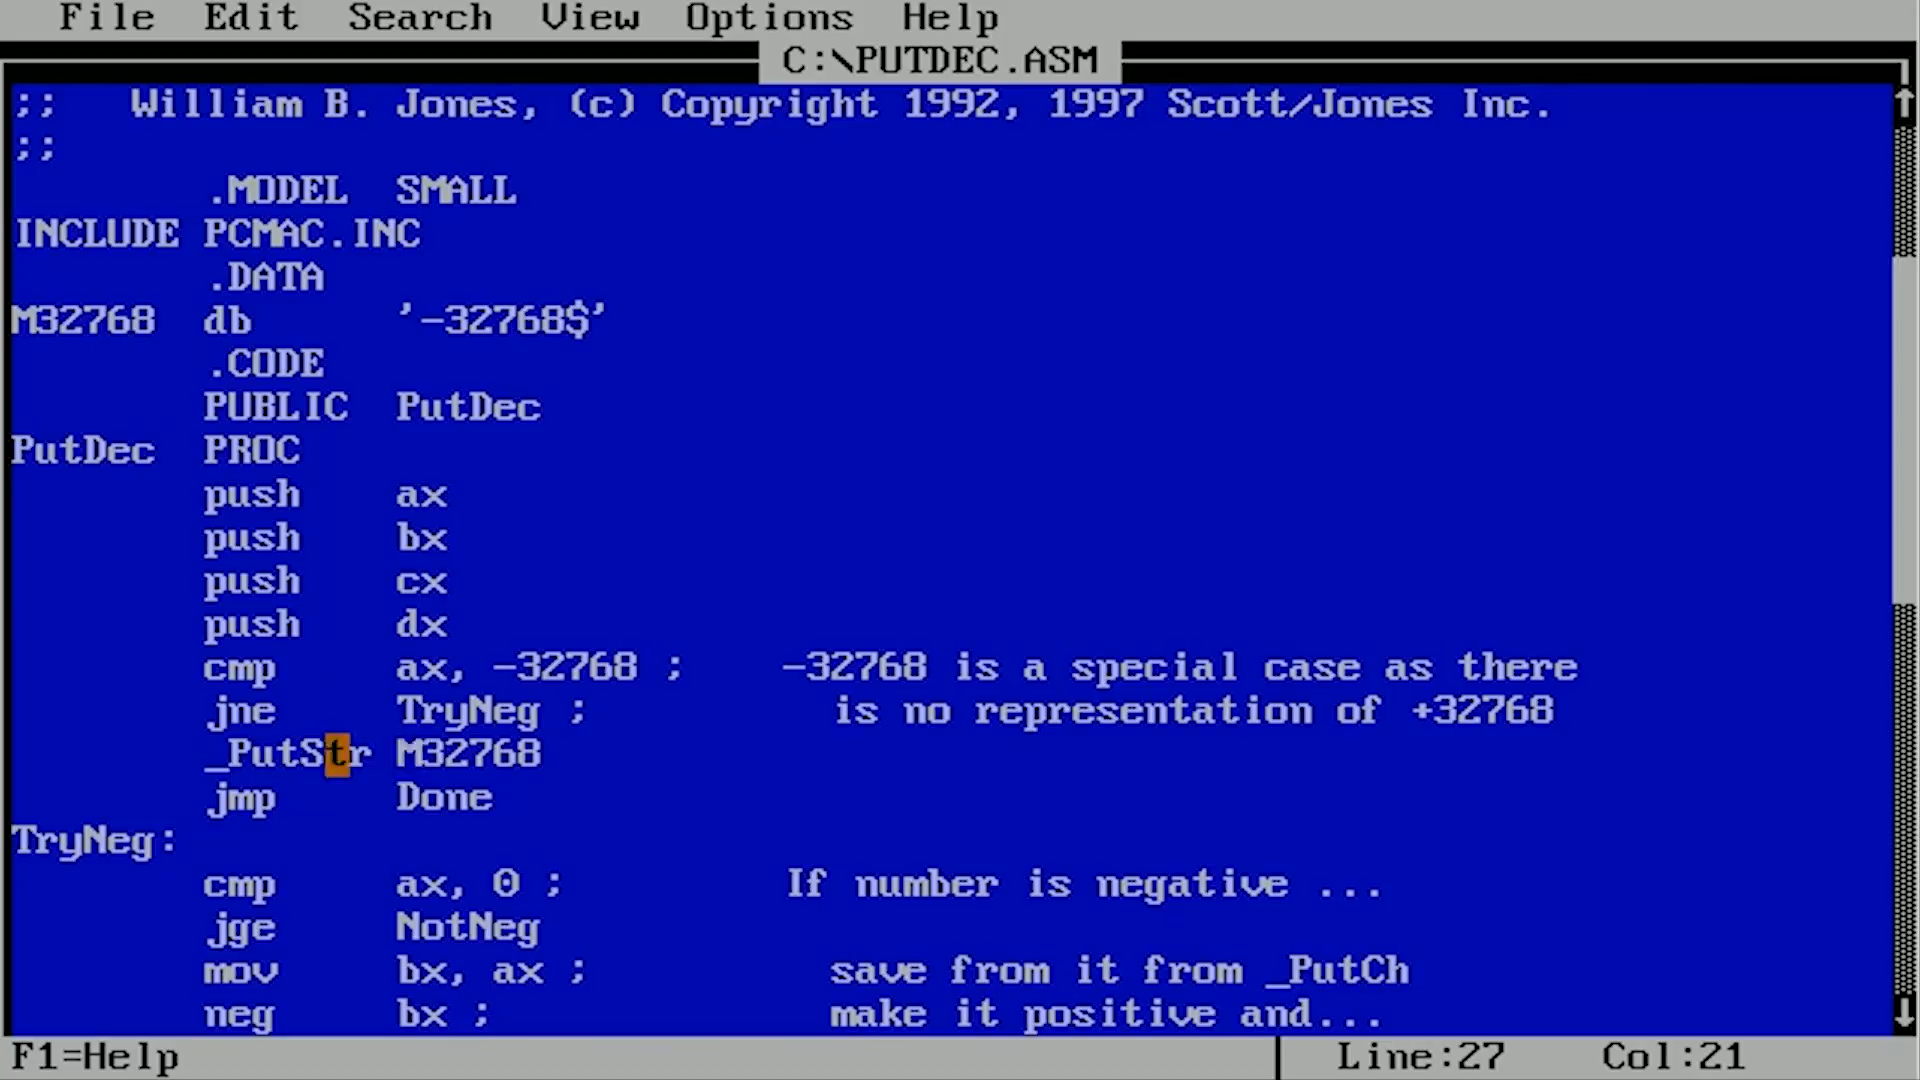 File Edit Search View Options Help
C:\PUTDEC.ASM
;; William B. Jones, (c) Copyright 1992, 1997 Scott/Jones Inc.
;;
.MODEL SMALL
INCLUDE PCMAC.INC
.DATA
M32768 db '-32768$'
.CODE
PUBLIC PutDec
PutDec PROC
push ax
push bx
push cx
push dx
cmp ax, -32768 ; -32768 is a special case as there
jne TryNeg ; is no representation of +32768
_PutStr M32768
jmp Done
TryNeg:
cmp ax, 0 ; If number is negative ...
jge NotNeg
mov bx, ax ; save from it from _PutCh
neg bx ; make it positive and...
F1=Help Line:27 Col:21